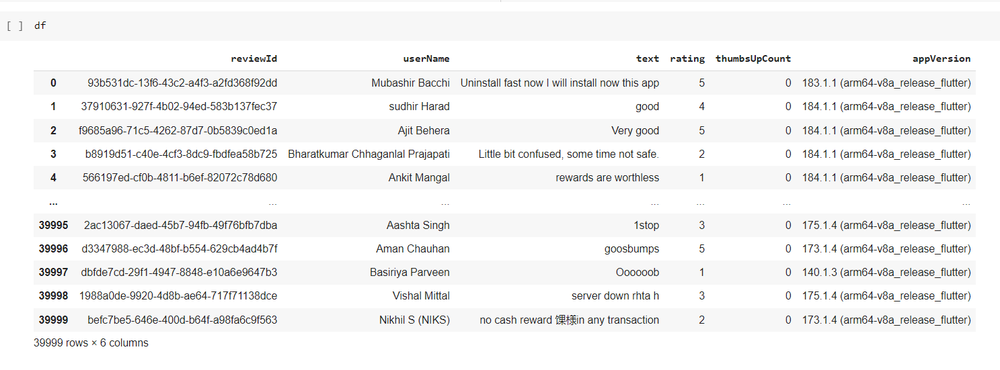 [ ] df
reviewId userName text rating thumbsUpCount appVersion
0 93b531dc-13f6-43c2-a4f3-a2fd368f92dd Mubashir Bacchi Uninstall fast now I will install now this app 5 0 183.1.1 (arm64-v8a_release_flutter)
1 37910631-927f-4b02-94ed-583b137fec37 sudhir Harad good 4 0 184.1.1 (arm64-v8a_release_flutter)
2 f9685a96-71c5-4262-87d7-0b5839c0ed1a Ajit Behera Very good 5 0 184.1.1 (arm64-v8a_release_flutter)
3 b8919d51-c40e-4cf3-8dc9-fbdfea58b725 Bharatkumar Chhaganlal Prajapati Little bit confused, some time not safe. 2 0 184.1.1 (arm64-v8a_release_flutter)
4 566197ed-cf0b-4811-b6ef-82072c78d680 Ankit Mangal rewards are worthless 1 0 184.1.1 (arm64-v8a_release_flutter)
... ... ... ... ... ... ...
39995 2ac13067-daed-45b7-94fb-49f76bfb7dba Aashta Singh 1stop 3 0 175.1.4 (arm64-v8a_release_flutter)
39996 d3347988-ec3d-48bf-b554-629cb4ad4b7f Aman Chauhan goosbumps 5 0 173.1.4 (arm64-v8a_release_flutter)
39997 dbfde7cd-29f1-4947-8848-e10a6e9647b3 Basiriya Parveen Oooooob 1 0 140.1.3 (arm64-v8a_release_flutter)
39998 1988a0de-9920-4d8b-ae64-717f71138dce Vishal Mittal server down rhta h 3 0 175.1.4 (arm64-v8a_release_flutter)
39999 befc7be5-646e-400d-b64f-a98fa6c9f563 Nikhil S (NIKS) no cash reward 馃様in any transaction 2 0 173.1.4 (arm64-v8a_release_flutter)
39999 rows × 6 columns